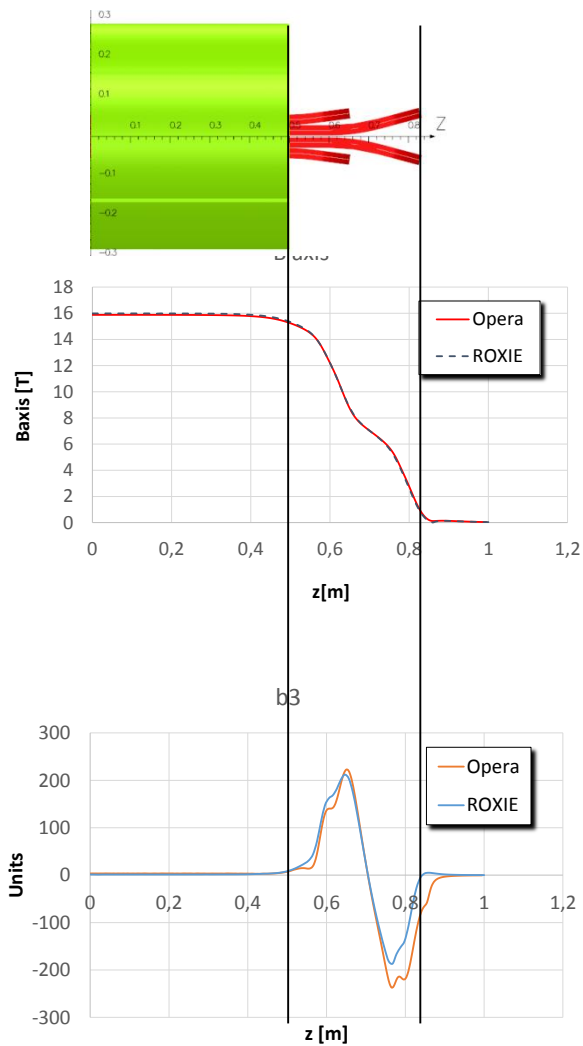 0.3
0.2
0.1
0.1 0.2 0.3 0.4 0.5 0.6 0.7 0.8 Z
-0.1
-0.2
-0.3
B axis
18
16
14
12
10
8
6
4
2
0
Baxis [T]
Opera
ROXIE
0 0,2 0,4 0,6 0,8 1 1,2
z[m]
b3
300
200
100
0
-100
-200
-300
Units
Opera
ROXIE
0 0,2 0,4 0,6 0,8 1 1,2
z [m]